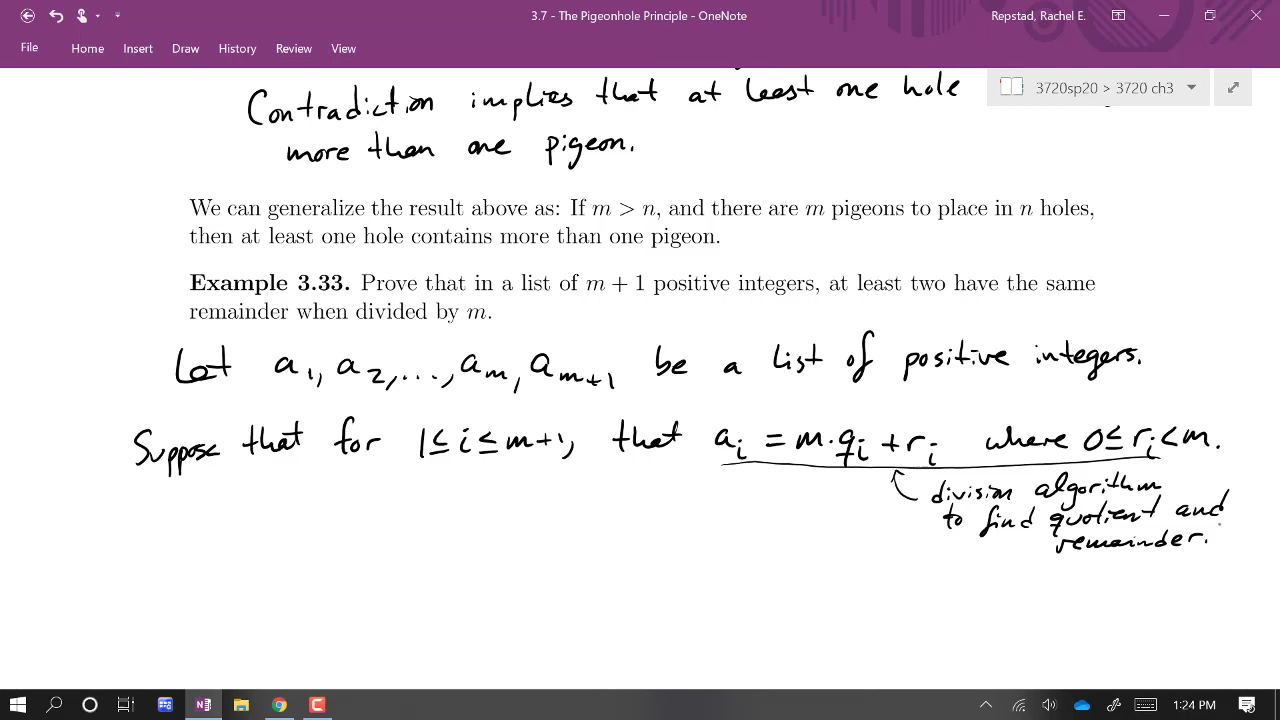 3.7 - The Pigeonhole Principle - OneNote
Repstad, Rachel E.
File Home Insert Draw History Review View
3720sp20 > 3720 ch3
Contradiction implies that at least one hole
more than one pigeon.
We can generalize the result above as: If m > n, and there are m pigeons to place in n holes,
then at least one hole contains more than one pigeon.
Example 3.33. Prove that in a list of m + 1 positive integers, at least two have the same
remainder when divided by m.
Let a₁, a₂, ..., aₘ, aₘ₊₁ be a list of positive integers.
Suppose that for 1 ≤ i ≤ m+1, that aᵢ = m·qᵢ + rᵢ where 0 ≤ rᵢ < m.
division algorithm
to find quotient and
remainder.
1:24 PM